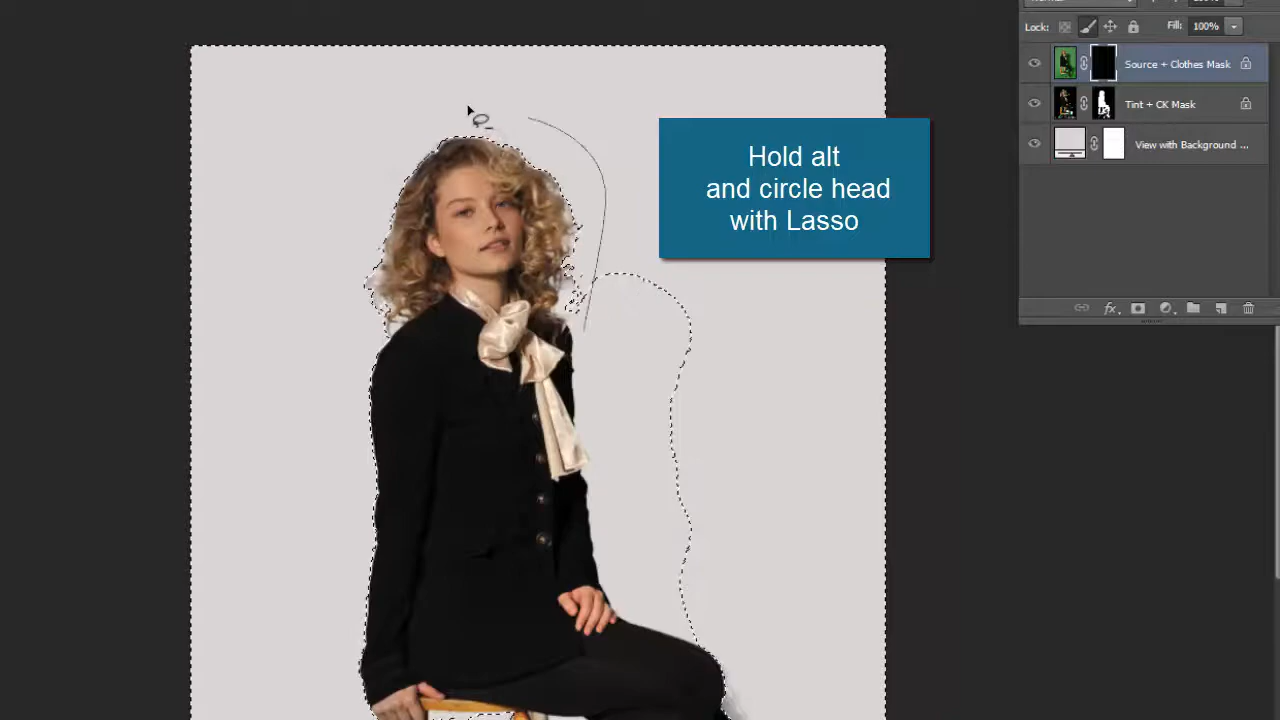 Lock:
Fill: 100%
Source + Clothes Mask
Tint + CK Mask
View with Background ...
fx
Hold alt
and circle head
with Lasso